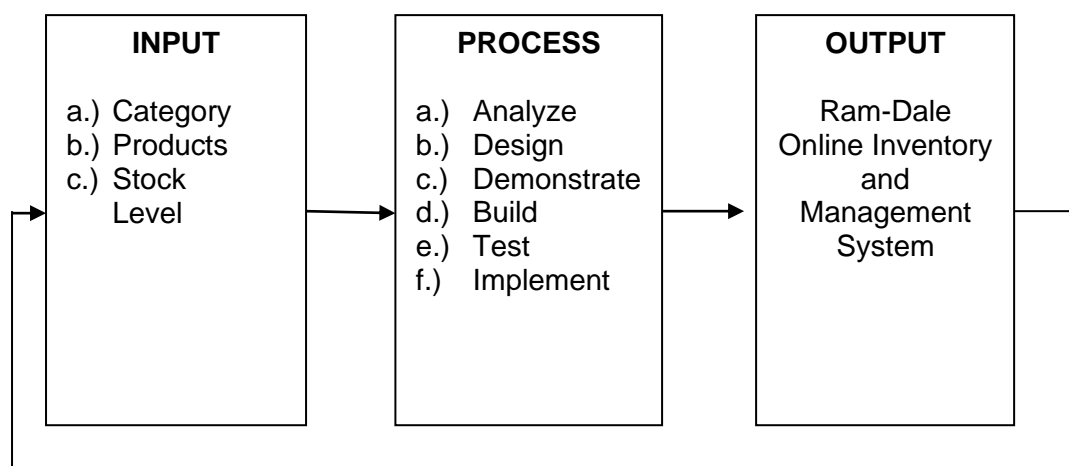 INPUT
a.) Category
b.) Products
c.) Stock
Level
PROCESS
a.) Analyze
b.) Design
c.) Demonstrate
d.) Build
e.) Test
f.) Implement
OUTPUT
Ram-Dale
Online Inventory
and
Management
System